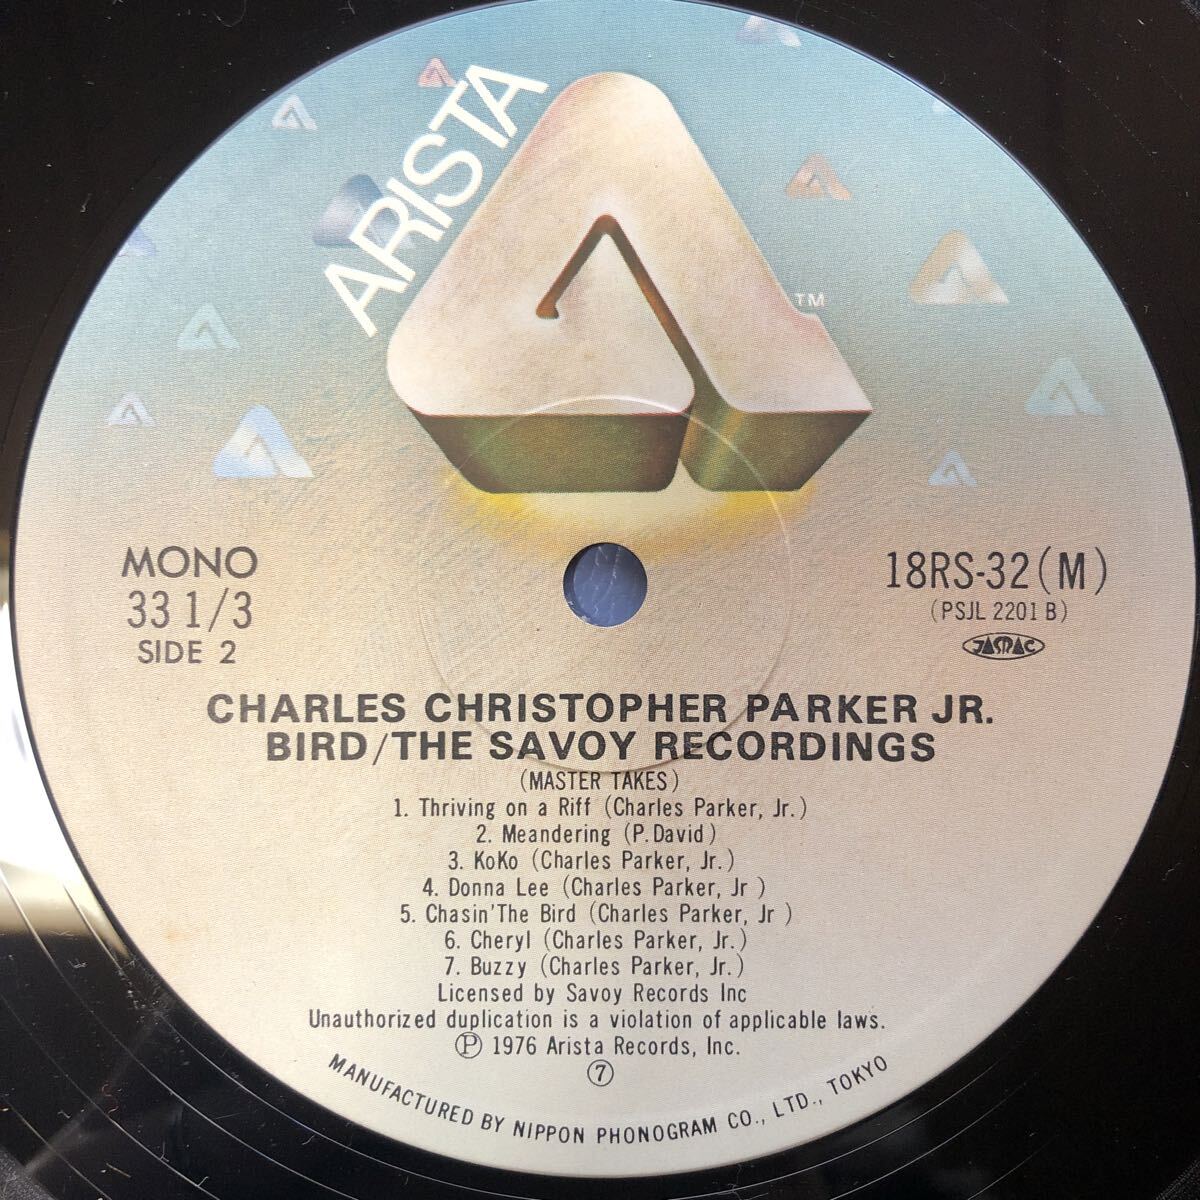 ARISTA
TM
MONO
33 1/3
SIDE 2
18RS-32(M)
(PSJL 2201 B)
JASRAC
CHARLES CHRISTOPHER PARKER JR.
BIRD/THE SAVOY RECORDINGS
(MASTER TAKES)
1. Thriving on a Riff (Charles Parker, Jr.)
2. Meandering (P.David)
3. KoKo (Charles Parker, Jr.)
4. Donna Lee (Charles Parker, Jr )
5. Chasin'The Bird (Charles Parker, Jr )
6. Cheryl (Charles Parker, Jr.)
7. Buzzy (Charles Parker, Jr.)
Licensed by Savoy Records Inc
Unauthorized duplication is a violation of applicable laws.
Ⓟ 1976 Arista Records, Inc.
⑦
MANUFACTURED BY NIPPON PHONOGRAM CO., LTD., TOKYO